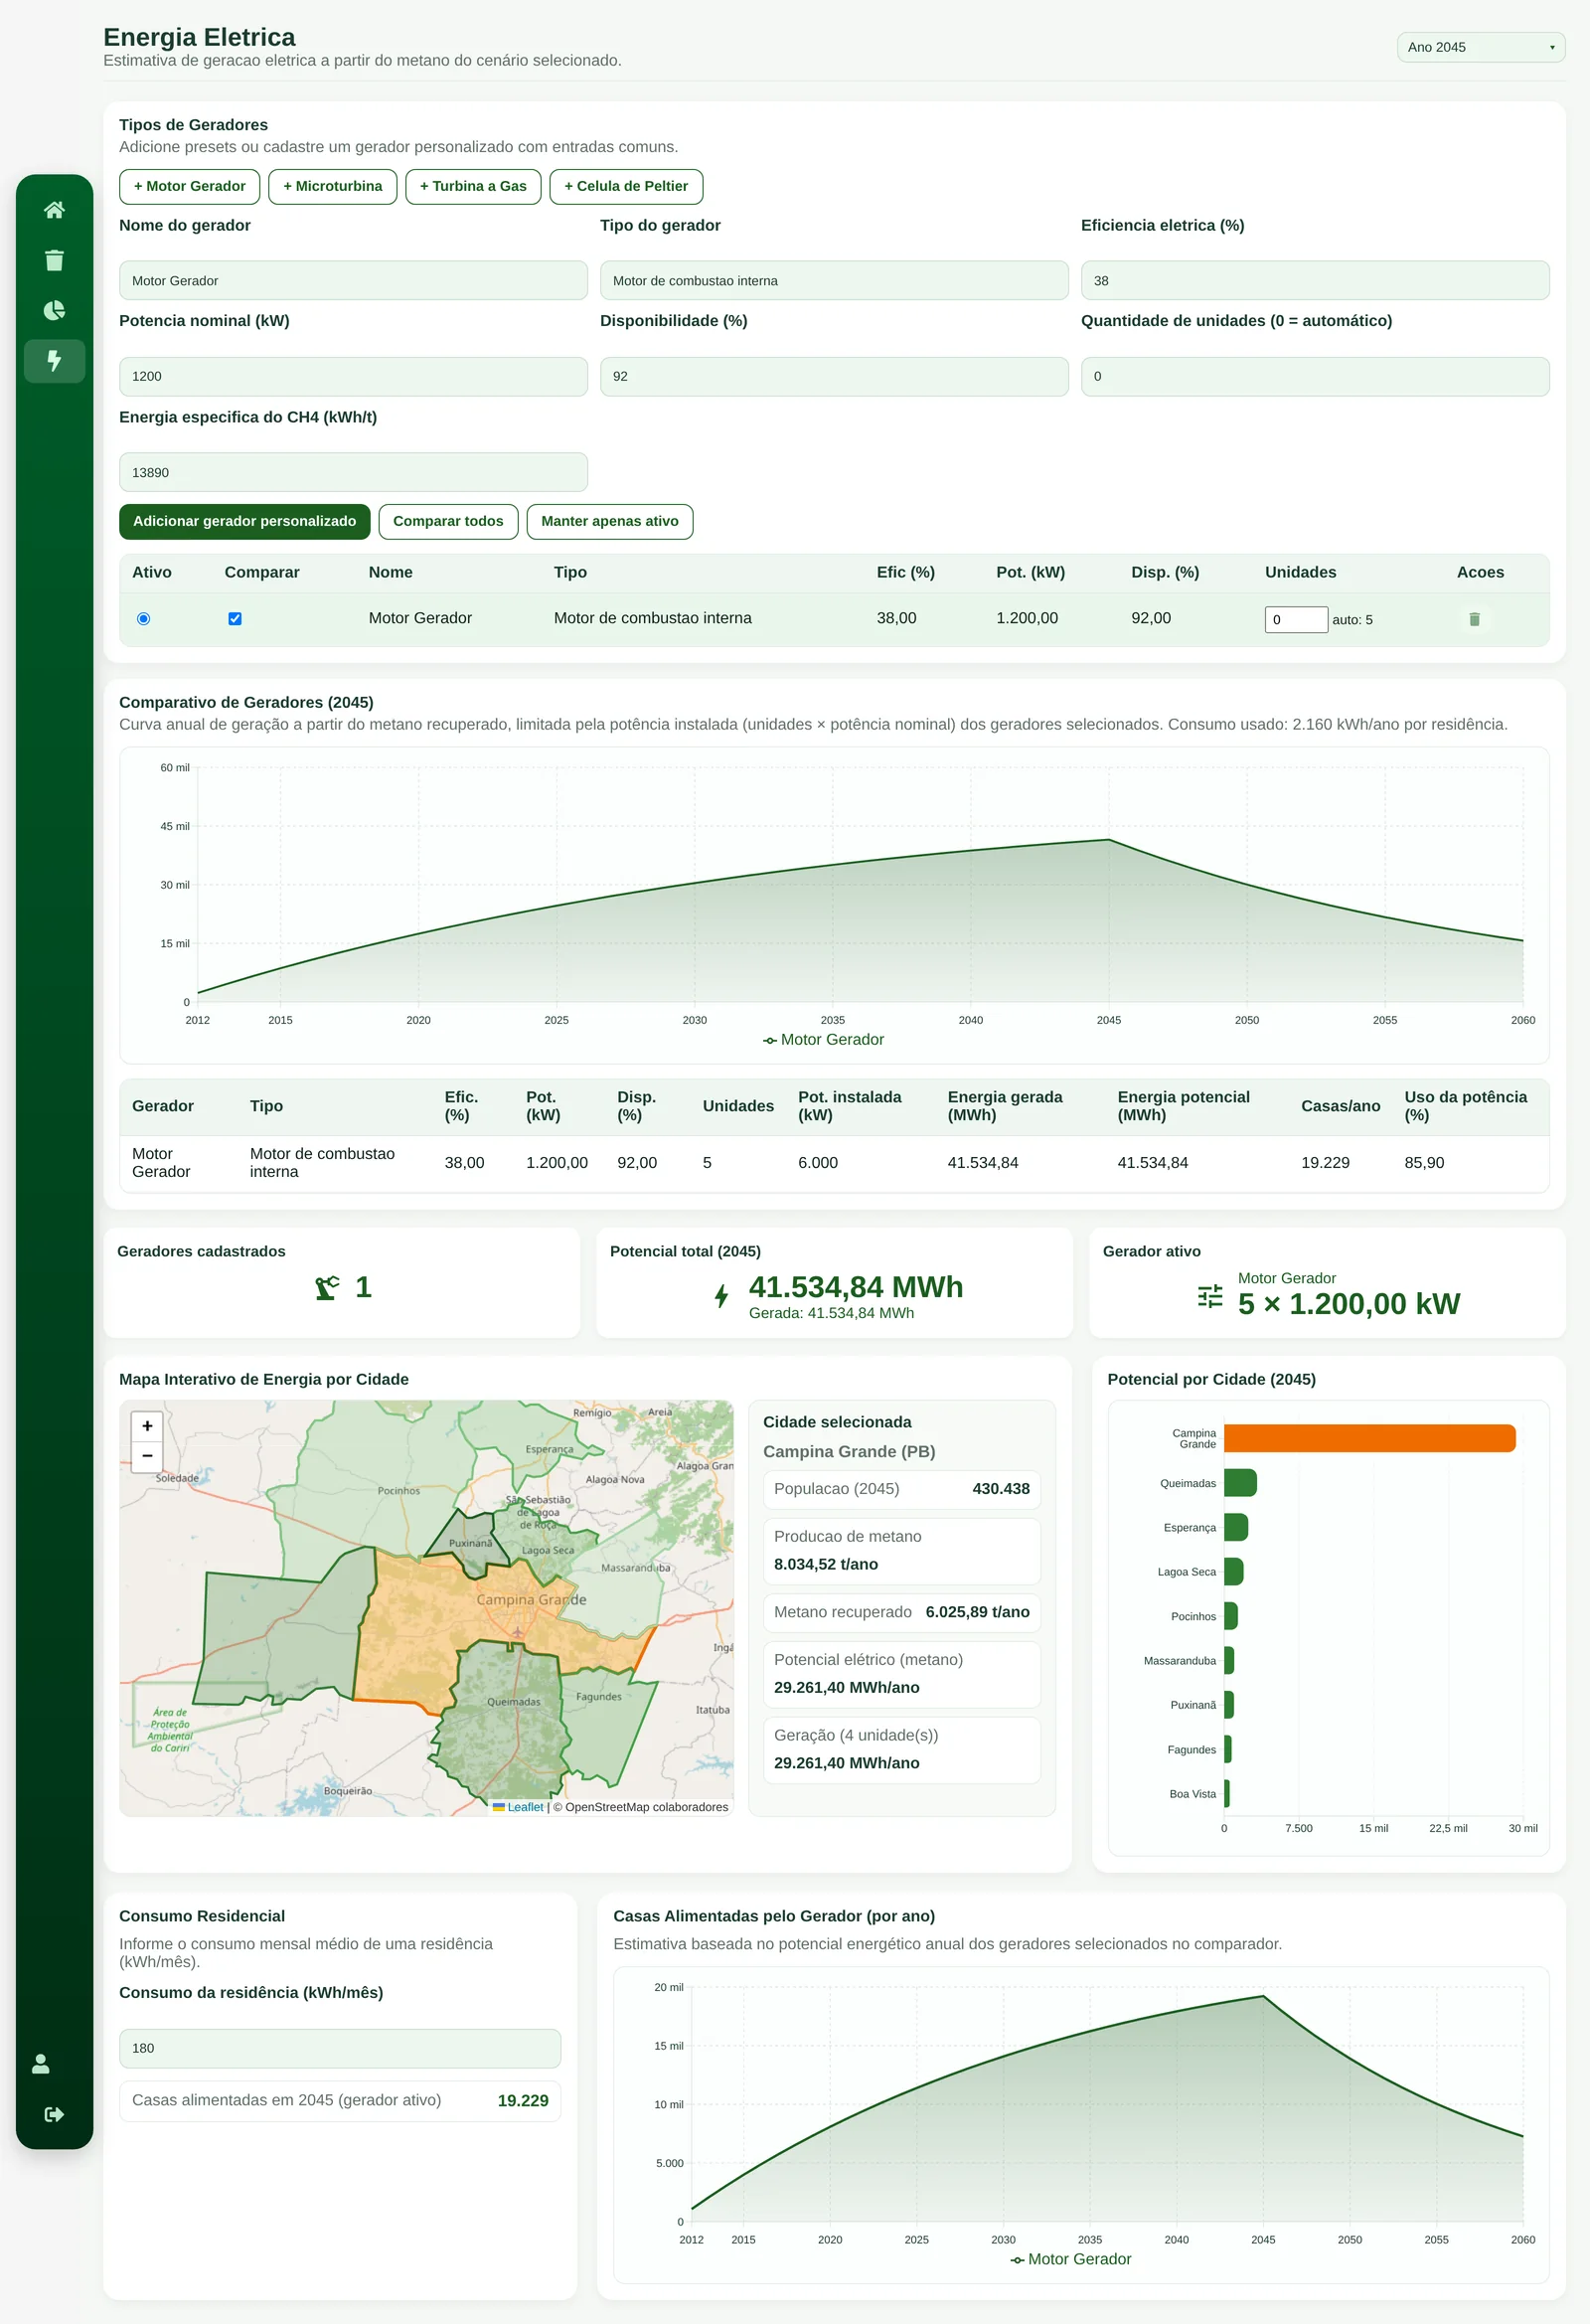 Energia Eletrica
Estimativa de geracao eletrica a partir do metano do cenário selecionado.
Ano 2045
Tipos de Geradores
Adicione presets ou cadastre um gerador personalizado com entradas comuns.
+ Motor Gerador
+ Microturbina
+ Turbina a Gas
+ Celula de Peltier
Nome do gerador
Tipo do gerador
Eficiencia eletrica (%)
Motor Gerador
Motor de combustao interna
38
Potencia nominal (kW)
Disponibilidade (%)
Quantidade de unidades (0 = automático)
1200
92
0
Energia especifica do CH4 (kWh/t)
13890
Adicionar gerador personalizado
Comparar todos
Manter apenas ativo
Ativo Comparar Nome Tipo Efic (%) Pot. (kW) Disp. (%) Unidades Acoes
Motor Gerador Motor de combustao interna 38,00 1.200,00 92,00 0 auto: 5
Comparativo de Geradores (2045)
Curva anual de geração a partir do metano recuperado, limitada pela potência instalada (unidades × potência nominal) dos geradores selecionados. Consumo usado: 2.160 kWh/ano por residência.
60 mil
45 mil
30 mil
15 mil
0
2012 2015 2020 2025 2030 2035 2040 2045 2050 2055 2060
Motor Gerador
Gerador Tipo Efic. (%) Pot. (kW) Disp. (%) Unidades Pot. instalada (kW) Energia gerada (MWh) Energia potencial (MWh) Casas/ano Uso da potência (%)
Motor Gerador Motor de combustao interna 38,00 1.200,00 92,00 5 6.000 41.534,84 41.534,84 19.229 85,90
Geradores cadastrados
1
Potencial total (2045)
41.534,84 MWh
Gerada: 41.534,84 MWh
Gerador ativo
Motor Gerador
5 × 1.200,00 kW
Mapa Interativo de Energia por Cidade
+
−
Remígio
Areia
Esperança
Alagoa Gran
Soledade
Alagoa Nova
Pocinhos
São Sebastião
de Lagoa
de Roça
Puxinanã
Lagoa Seca
Massaranduba
Campina Grande
Ingá
Queimadas
Fagundes
Itatuba
Área de
Proteção
Ambiental
do Cariri
Boqueirão
Leaflet | © OpenStreetMap colaboradores
Cidade selecionada
Campina Grande (PB)
Populacao (2045) 430.438
Producao de metano
8.034,52 t/ano
Metano recuperado 6.025,89 t/ano
Potencial elétrico (metano)
29.261,40 MWh/ano
Geração (4 unidade(s))
29.261,40 MWh/ano
Potencial por Cidade (2045)
Campina
Grande
Queimadas
Esperança
Lagoa Seca
Pocinhos
Massaranduba
Puxinanã
Fagundes
Boa Vista
0 7.500 15 mil 22,5 mil 30 mil
Consumo Residencial
Informe o consumo mensal médio de uma residência
(kWh/mês).
Consumo da residência (kWh/mês)
180
Casas alimentadas em 2045 (gerador ativo) 19.229
Casas Alimentadas pelo Gerador (por ano)
Estimativa baseada no potencial energético anual dos geradores selecionados no comparador.
20 mil
15 mil
10 mil
5.000
0
2012 2015 2020 2025 2030 2035 2040 2045 2050 2055 2060
Motor Gerador